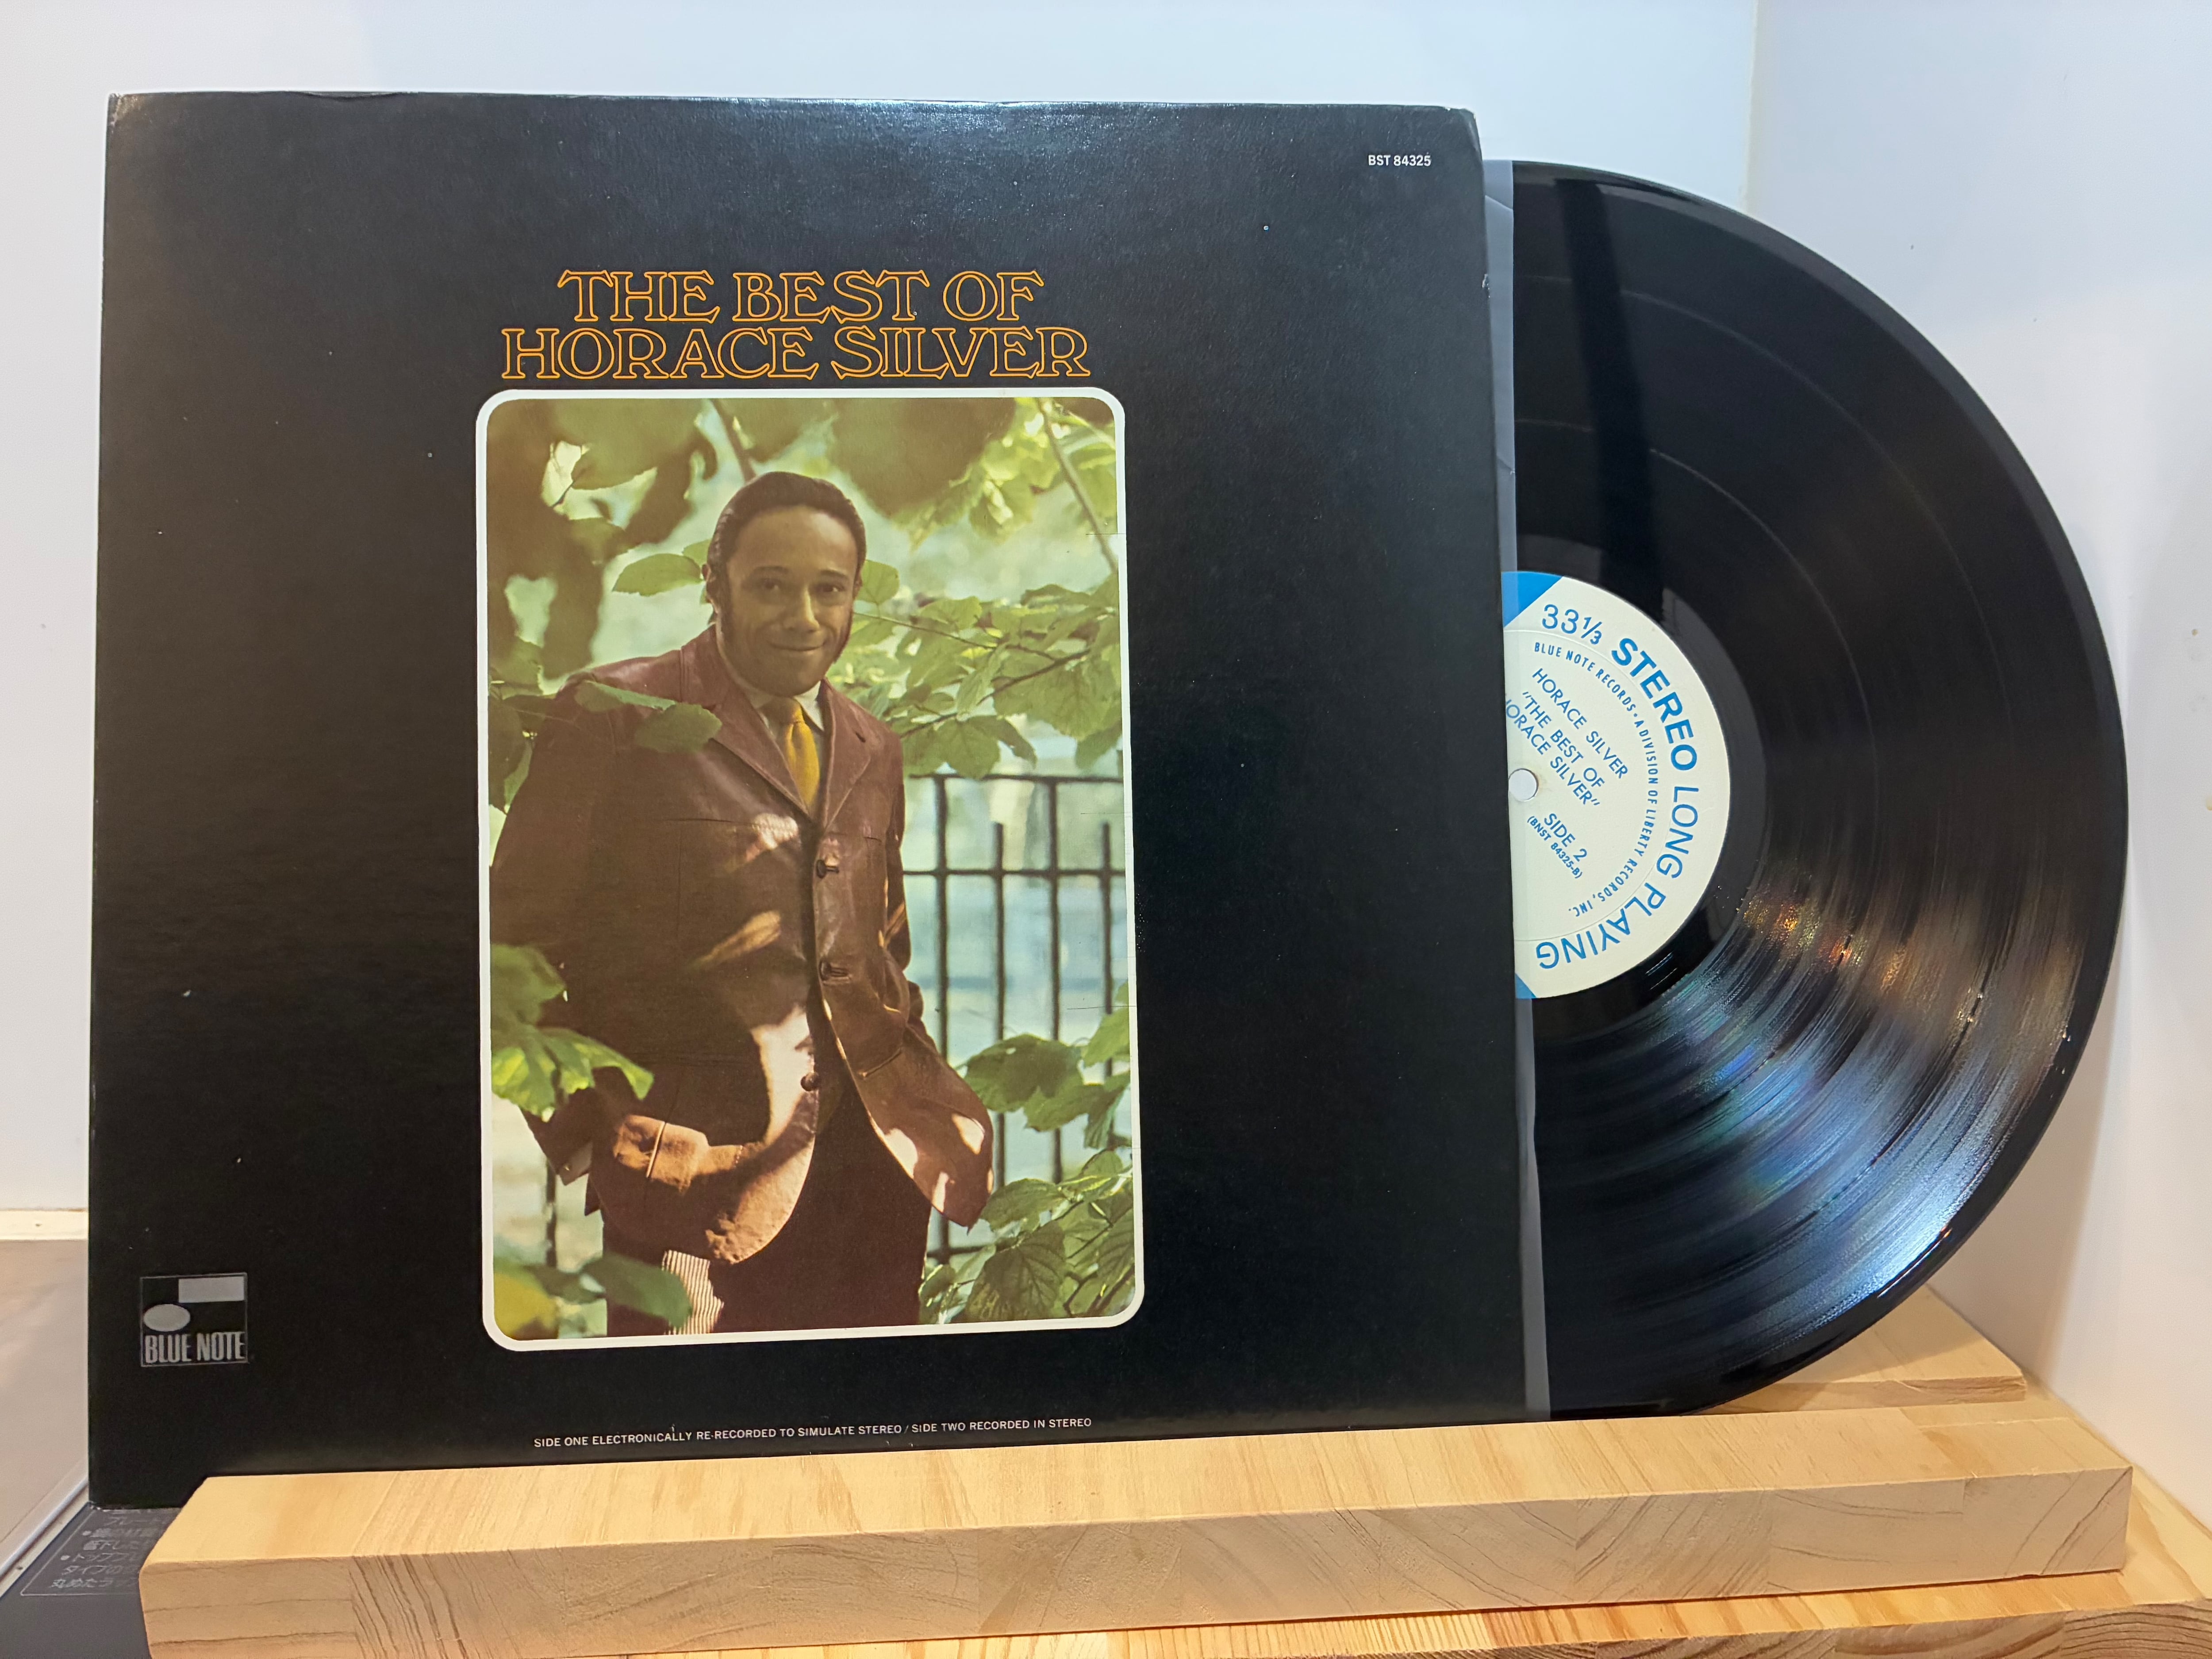 BST 84325
THE BEST OF
HORACE SILVER
BLUE NOTE
SIDE ONE ELECTRONICALLY RE-RECORDED TO SIMULATE STEREO / SIDE TWO RECORDED IN STEREO
33 1/3 STEREO LONG PLAYING
BLUE NOTE RECORDS • A DIVISION OF LIBERTY RECORDS, INC.
HORACE SILVER
"THE BEST OF
HORACE SILVER"
SIDE 2
(BNST 84325-B)